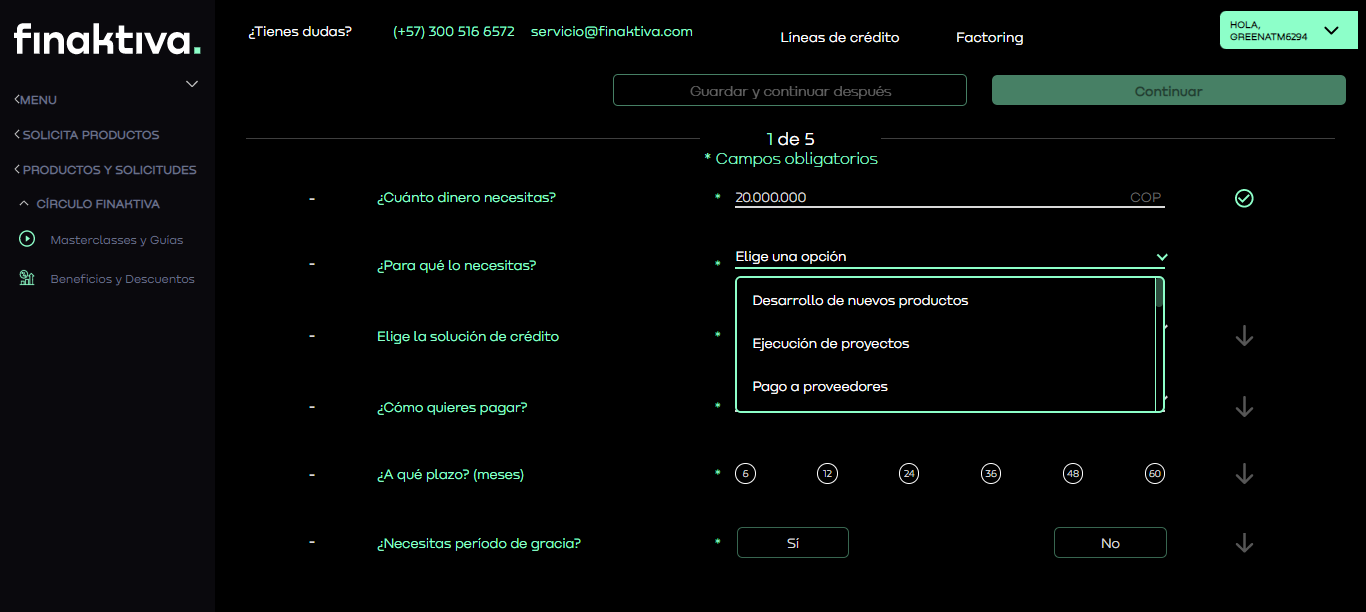 finaktiva.
¿Tienes dudas? (+57) 300 516 6572 servicio@finaktiva.com
Líneas de crédito Factoring
HOLA,
GREENATM6294
MENU
SOLICITA PRODUCTOS
PRODUCTOS Y SOLICITUDES
CÍRCULO FINAKTIVA
Masterclasses y Guías
Beneficios y Descuentos
Guardar y continuar después
Continuar
1 de 5
* Campos obligatorios
- ¿Cuánto dinero necesitas? * 20.000.000 COP
- ¿Para qué lo necesitas? * Elige una opción
Desarrollo de nuevos productos
Ejecución de proyectos
Pago a proveedores
- Elige la solución de crédito *
- ¿Cómo quieres pagar? *
- ¿A qué plazo? (meses) * 6 12 24 36 48 60
- ¿Necesitas período de gracia? * Sí No